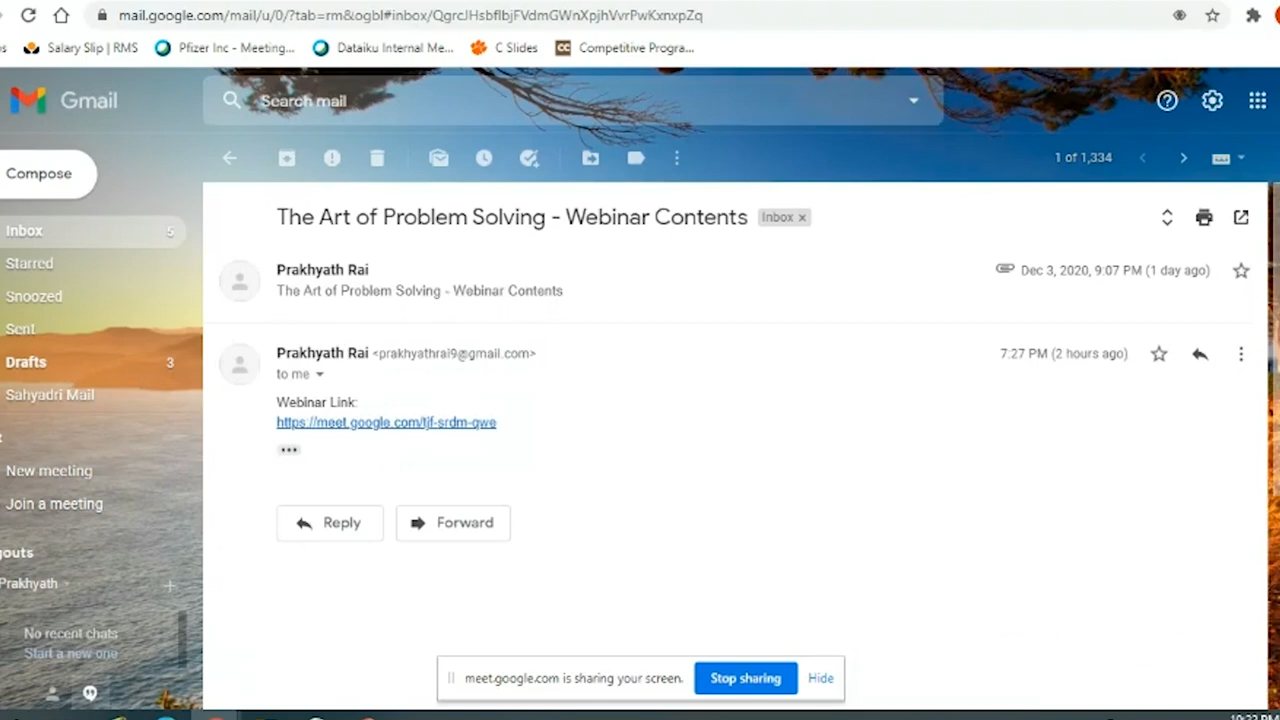 mail.google.com/mail/u/0/?tab=rm&ogbl#inbox/QgrcJHsbflbjFVdmGWnXpjhVvrPwKxnxpZq
Salary Slip | RMS Pfizer Inc - Meeting... Dataiku Internal Me... C Slides CC Competitive Progra...
Gmail
Search mail
1 of 1,334
Compose
The Art of Problem Solving - Webinar Contents Inbox x
Inbox 5
Starred
Snoozed
Sent
Drafts 3
Sahyadri Mail
New meeting
Join a meeting
Prakhyath
No recent chats
Start a new one
Prakhyath Rai Dec 3, 2020, 9:07 PM (1 day ago)
The Art of Problem Solving - Webinar Contents
Prakhyath Rai <prakhyathrai9@gmail.com> 7:27 PM (2 hours ago)
to me
Webinar Link:
https://meet.google.com/tjf-srdm-qwe
Reply Forward
meet.google.com is sharing your screen. Stop sharing Hide